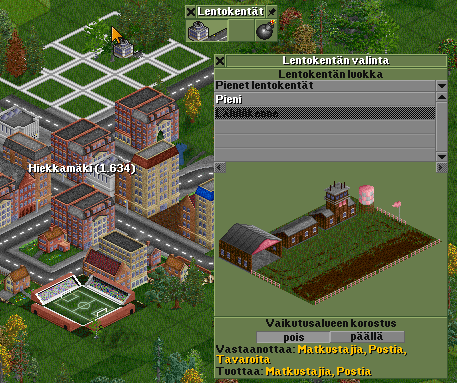 Lentokentät
Lentokentän valinta
Lentokentän luokka
Pienet lentokentät
Pieni
Hiekkamäki (1,634)
Vaikutusalueen korostus
pois
päällä
Vastaanottaa: Matkustajia, Postia,
Tavaroita
Tuottaa: Matkustajia, Postia